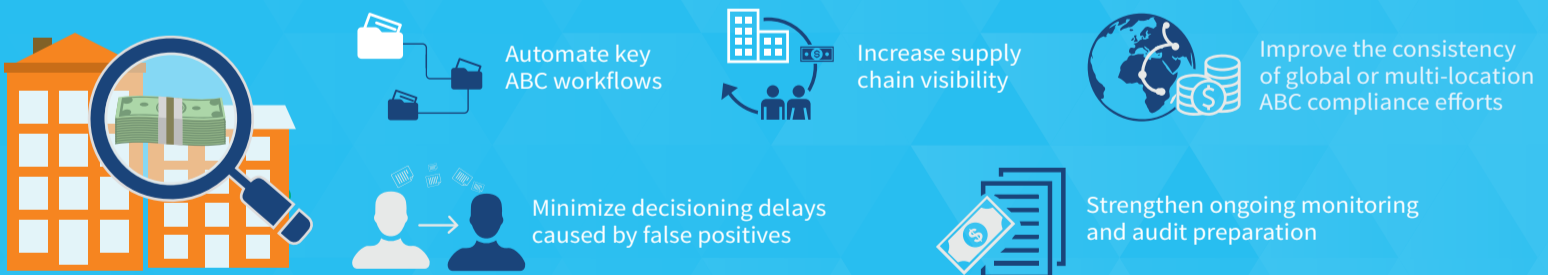 Automate key
ABC workflows
Increase supply
chain visibility
Improve the consistency
of global or multi-location
ABC compliance efforts
Minimize decisioning delays
caused by false positives
Strengthen ongoing monitoring
and audit preparation